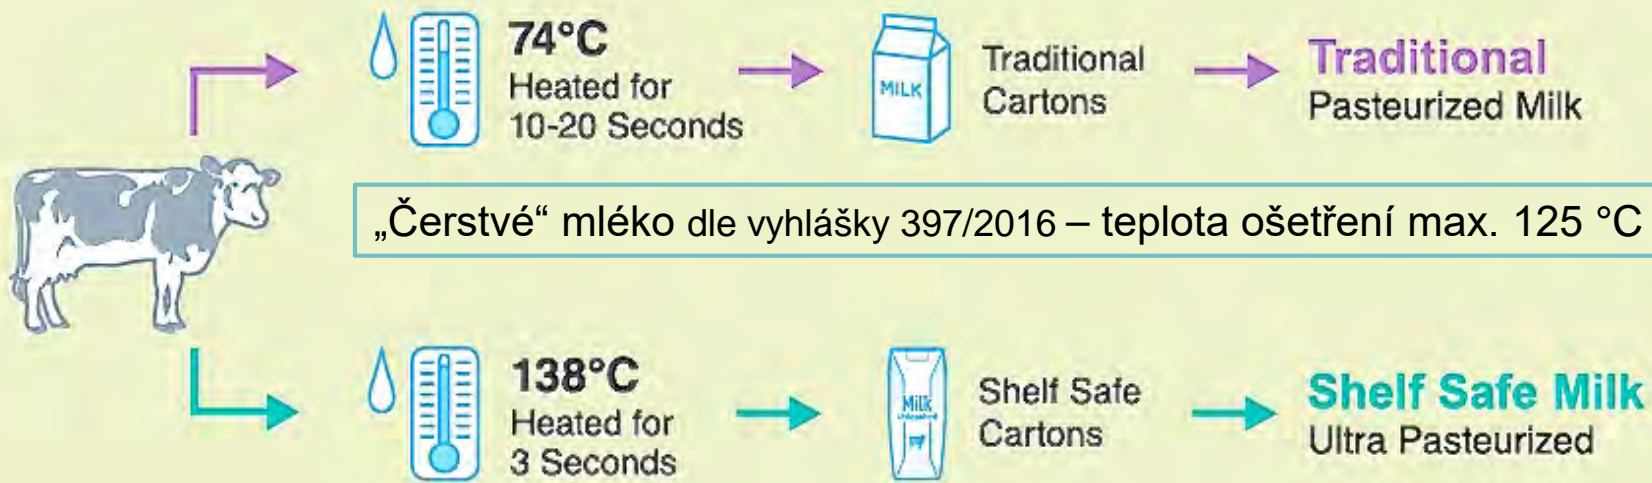 74°C
Heated for
10-20 Seconds
MILK
Traditional
Cartons
Traditional
Pasteurized Milk
„Čerstvé“ mléko dle vyhlášky 397/2016 – teplota ošetření max. 125 °C
138°C
Heated for
3 Seconds
Milk
Shelf Safe
Cartons
Shelf Safe Milk
Ultra Pasteurized